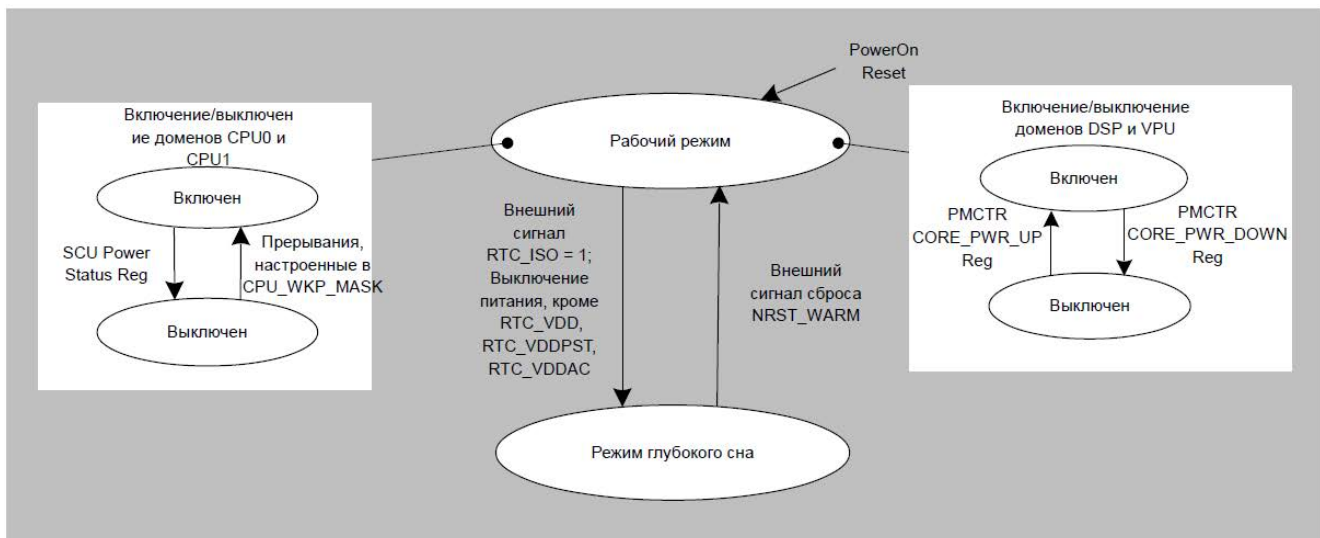 PowerOn
Reset
Включение/выключен
ие доменов CPU0 и
CPU1
Включен
SCU Power
Status Reg
Прерывания,
настроенные в
CPU_WKP_MASK
Выключен
Рабочий режим
Внешний
сигнал
RTC_ISO = 1;
Выключение
питания, кроме
RTC_VDD,
RTC_VDDPST,
RTC_VDDAC
Внешний
сигнал сброса
NRST_WARM
Режим глубокого сна
Включение/выключение
доменов DSP и VPU
Включен
PMCTR
CORE_PWR_UP
Reg
PMCTR
CORE_PWR_DOWN
Reg
Выключен